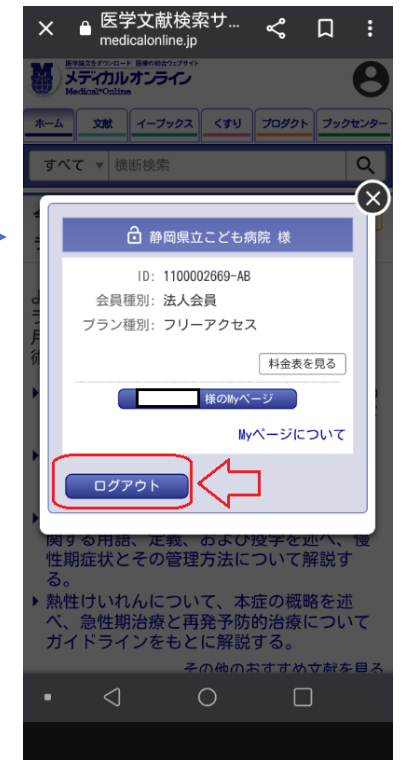 医学文献検索サ...
medicalonline.jp
医学論文をダウンロード 医療の総合ウェブサイト
メディカルオンライン
Medical*Online
ホーム 文献 イーブックス くすり プロダクト ブックセンター
すべて ▼ 横断検索
静岡県立こども病院 様
ID: 1100002669-AB
会員種別: 法人会員
プラン種別: フリーアクセス
料金表を見る
様のMyページ
Myページについて
ログアウト
関する用語、定義、および疫学を述べ、慢
性期症状とその管理方法について解説す
る。
熱性けいれんについて、本症の概略を述
べ、急性期治療と再発予防的治療について
ガイドラインをもとに解説する。
その他のおすすめ文献を見る